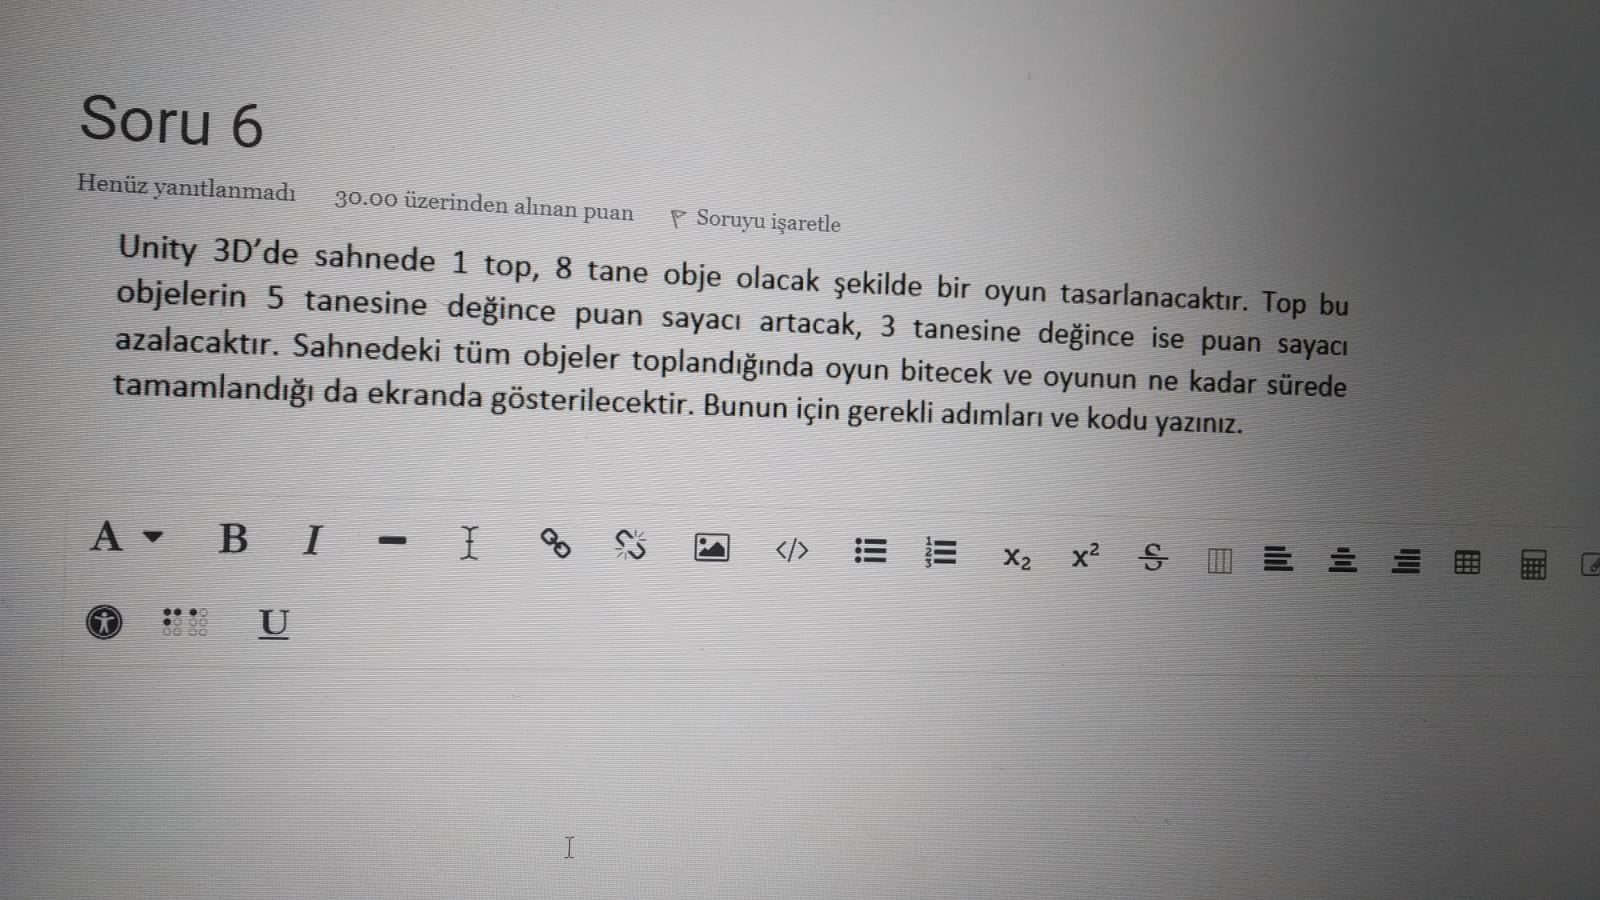 Soru 6
Henüz yanıtlanmadı 30.00 üzerinden alınan puan Soruyu işaretle
Unity 3D’de sahnede 1 top, 8 tane obje olacak şekilde bir oyun tasarlanacaktır. Top bu
objelerin 5 tanesine değince puan sayacı artacak, 3 tanesine değince ise puan sayacı
azalacaktır. Sahnedeki tüm objeler toplandığında oyun bitecek ve oyunun ne kadar sürede
tamamlandığı da ekranda gösterilecektir. Bunun için gerekli adımları ve kodu yazınız.
A B I x₂ x² S
U